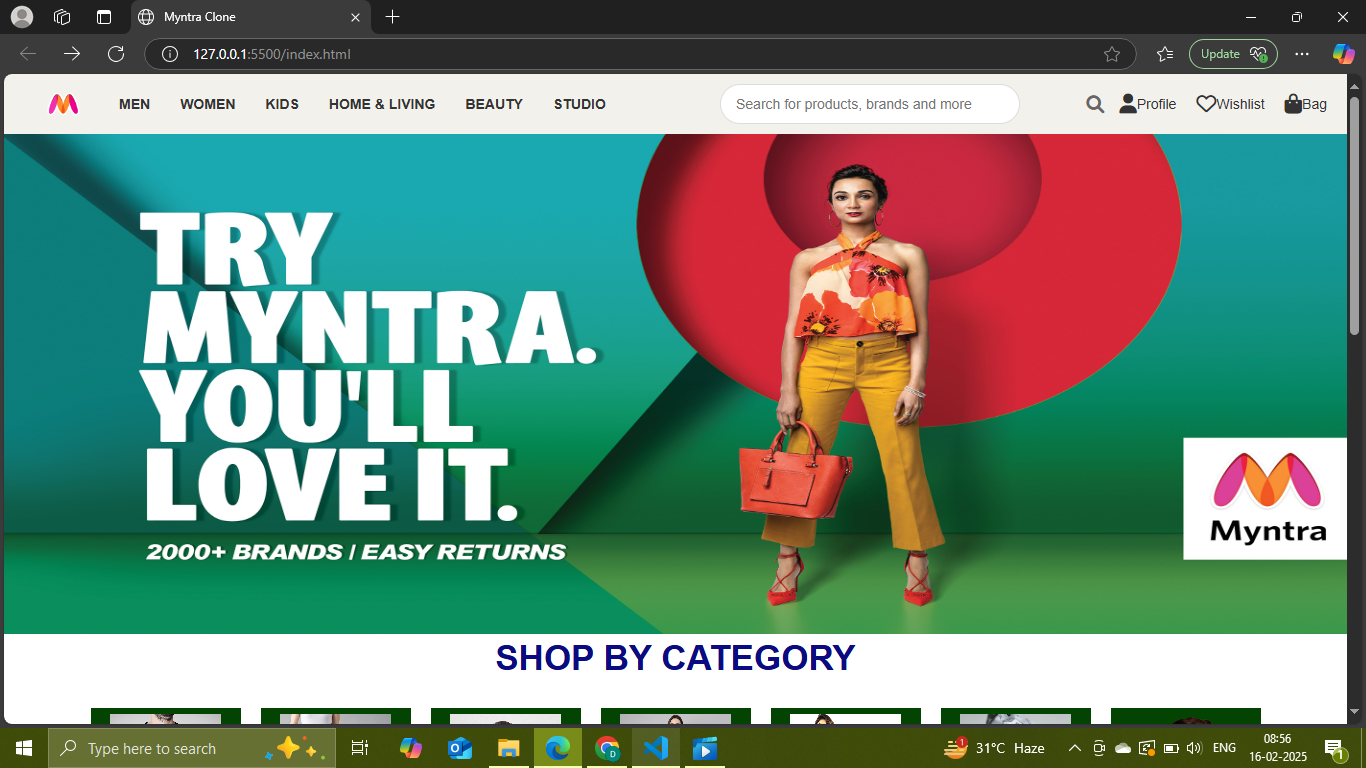 Myntra Clone
127.0.0.1:5500/index.html
Update
MEN WOMEN KIDS HOME & LIVING BEAUTY STUDIO
Search for products, brands and more
Profile Wishlist Bag
TRY
MYNTRA.
YOU'LL
LOVE IT.
2000+ BRANDS / EASY RETURNS
Myntra
SHOP BY CATEGORY
Type here to search
1
31°C Haze
ENG
08:56
16-02-2025
1